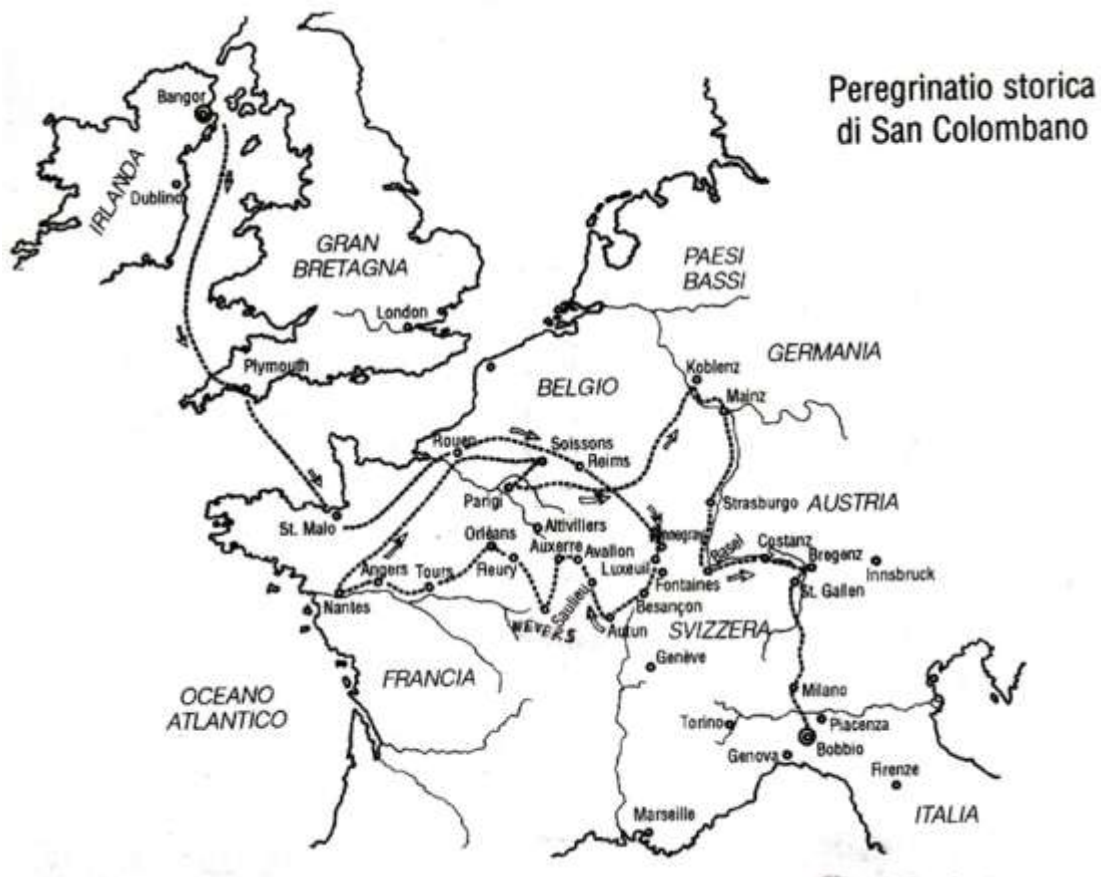 Peregrinatio storica
di San Colombano
Bangor
IRLANDA
Dublino
GRAN
BRETAGNA
London
Plymouth
PAESI
BASSI
GERMANIA
Koblenz
Mainz
BELGIO
Rouen
Soissons
Reims
Parigi
St. Malo
Strasburgo
AUSTRIA
Altivillers
Orléans
Auxerre
Avallon
Luxeuil
Basel
Costanz
Bregenz
Innsbruck
Angers
Tours
Fleury
Fontaines
St. Gallen
Nantes
NEVERS
Saulieu
Besançon
Autun
SVIZZERA
Genève
FRANCIA
OCEANO
ATLANTICO
Milano
Torino
Piacenza
Bobbio
Genova
Firenze
ITALIA
Marseille